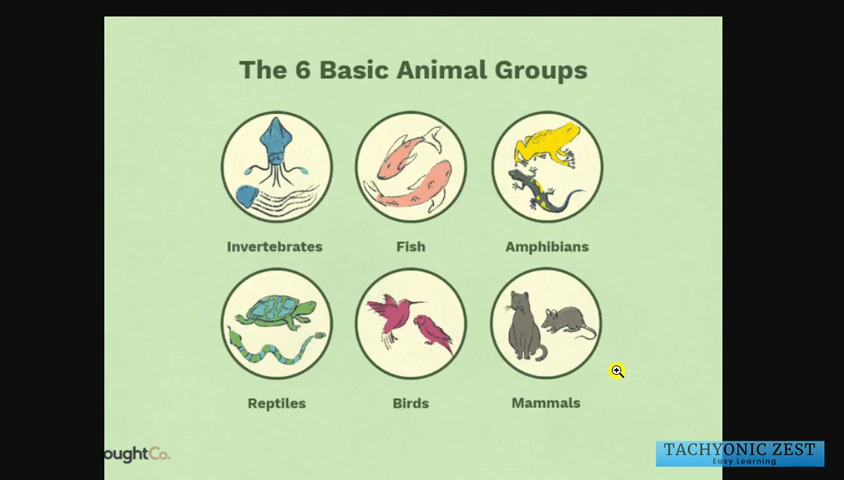 The 6 Basic Animal Groups
Invertebrates
Fish
Amphibians
Reptiles
Birds
Mammals
oughtCo.
TACHYONIC ZEST
Easy Learning